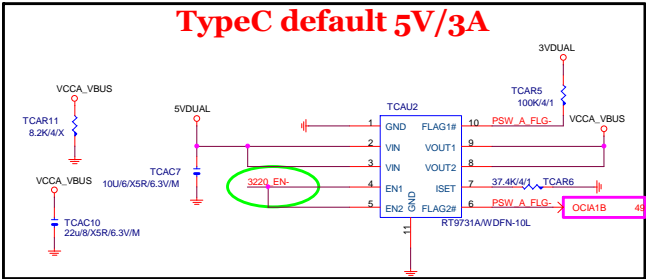 TypeC default 5V/3A
3VDUAL
VCCA_VBUS
TCAR11
8.2K/4/X
5VDUAL
TCAU2
TCAR5
100K/4/1
VCCA_VBUS
1 GND FLAG1# 10 PSW_A_FLG-
2 VIN VOUT1 9
3 VIN VOUT2 8
TCAC7
10U/6/X5R/6.3V/M
3220_EN-
4 EN1 ISET 7 37.4K/4/1 TCAR6
5 EN2 GND FLAG2# 6 PSW_A_FLG- OCIA1B 49
11
RT9731A/WDFN-10L
VCCA_VBUS
TCAC10
22u/8/X5R/6.3V/M